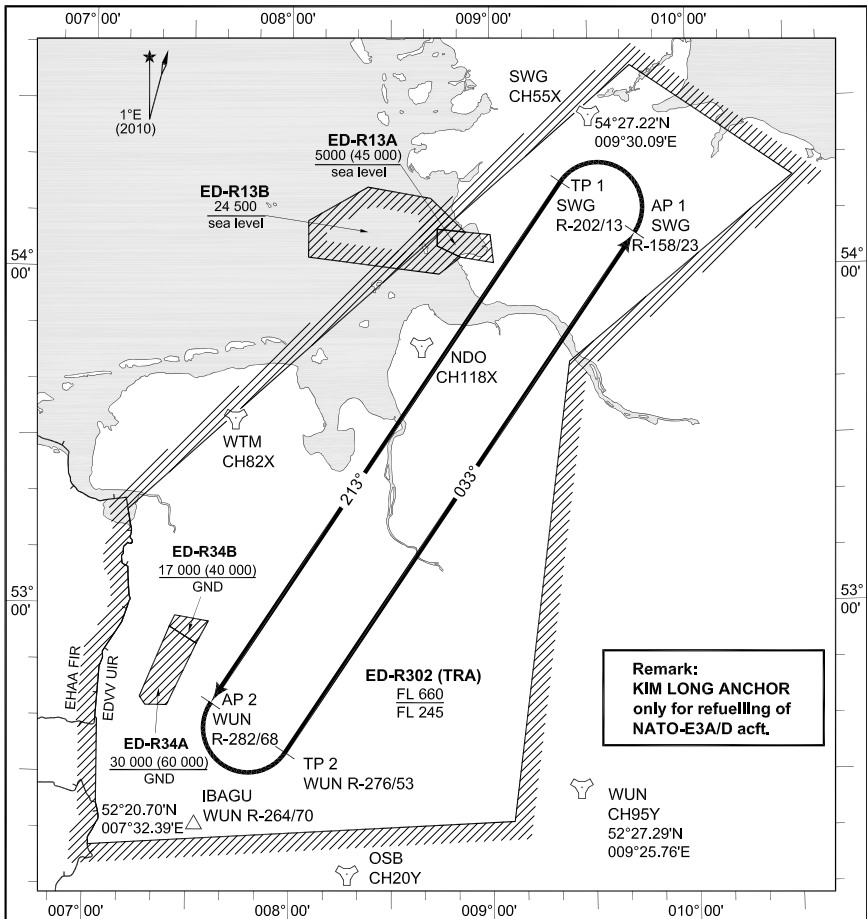 007°00' 008°00' 009°00' 010°00'
1°E
(2010)
SWG
CH55X
54°27.22'N
009°30.09'E
ED-R13A
5000 (45 000)
sea level
ED-R13B
24 500
sea level
TP 1
SWG
R-202/13
AP 1
SWG
R-158/23
54°
00'
54°
00'
NDO
CH118X
WTM
CH82X
213°
033°
ED-R34B
17 000 (40 000)
GND
53°
00'
53°
00'
EHAA FIR
EDVV UIR
ED-R302 (TRA)
FL 660
FL 245
Remark:
KIM LONG ANCHOR
only for refuelling of
NATO-E3A/D acft.
AP 2
WUN
R-282/68
ED-R34A
30 000 (60 000)
GND
TP 2
WUN R-276/53
IBAGU
WUN R-264/70
52°20.70'N
007°32.39'E
WUN
CH95Y
52°27.29'N
009°25.76'E
OSB
CH20Y
007°00' 008°00' 009°00' 010°00'